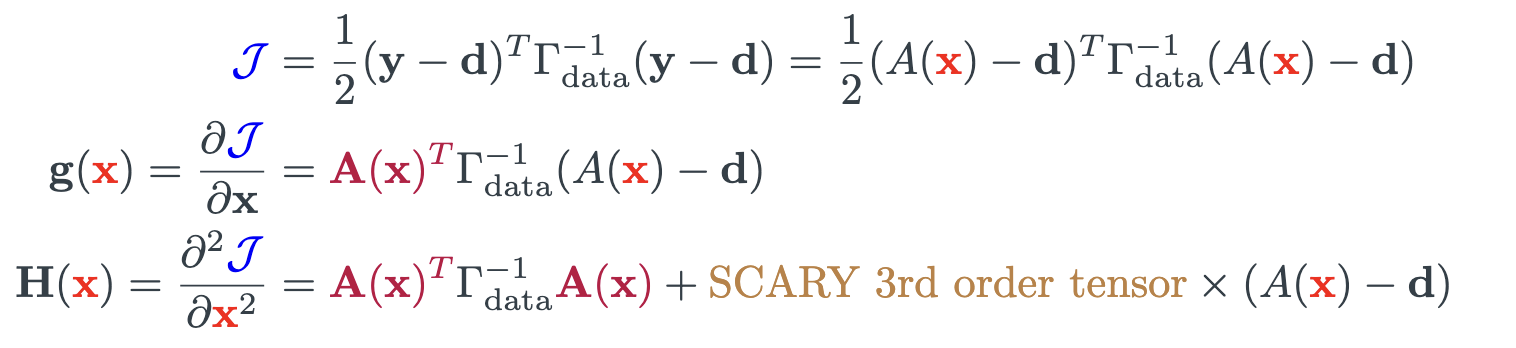 𝒥 = 1/2 (y − d)ᵀ Γ_data⁻¹ (y − d) = 1/2 (A(x) − d)ᵀ Γ_data⁻¹ (A(x) − d)
g(x) = ∂𝒥/∂x = A(x)ᵀ Γ_data⁻¹ (A(x) − d)
H(x) = ∂²𝒥/∂x² = A(x)ᵀ Γ_data⁻¹ A(x) + SCARY 3rd order tensor × (A(x) − d)